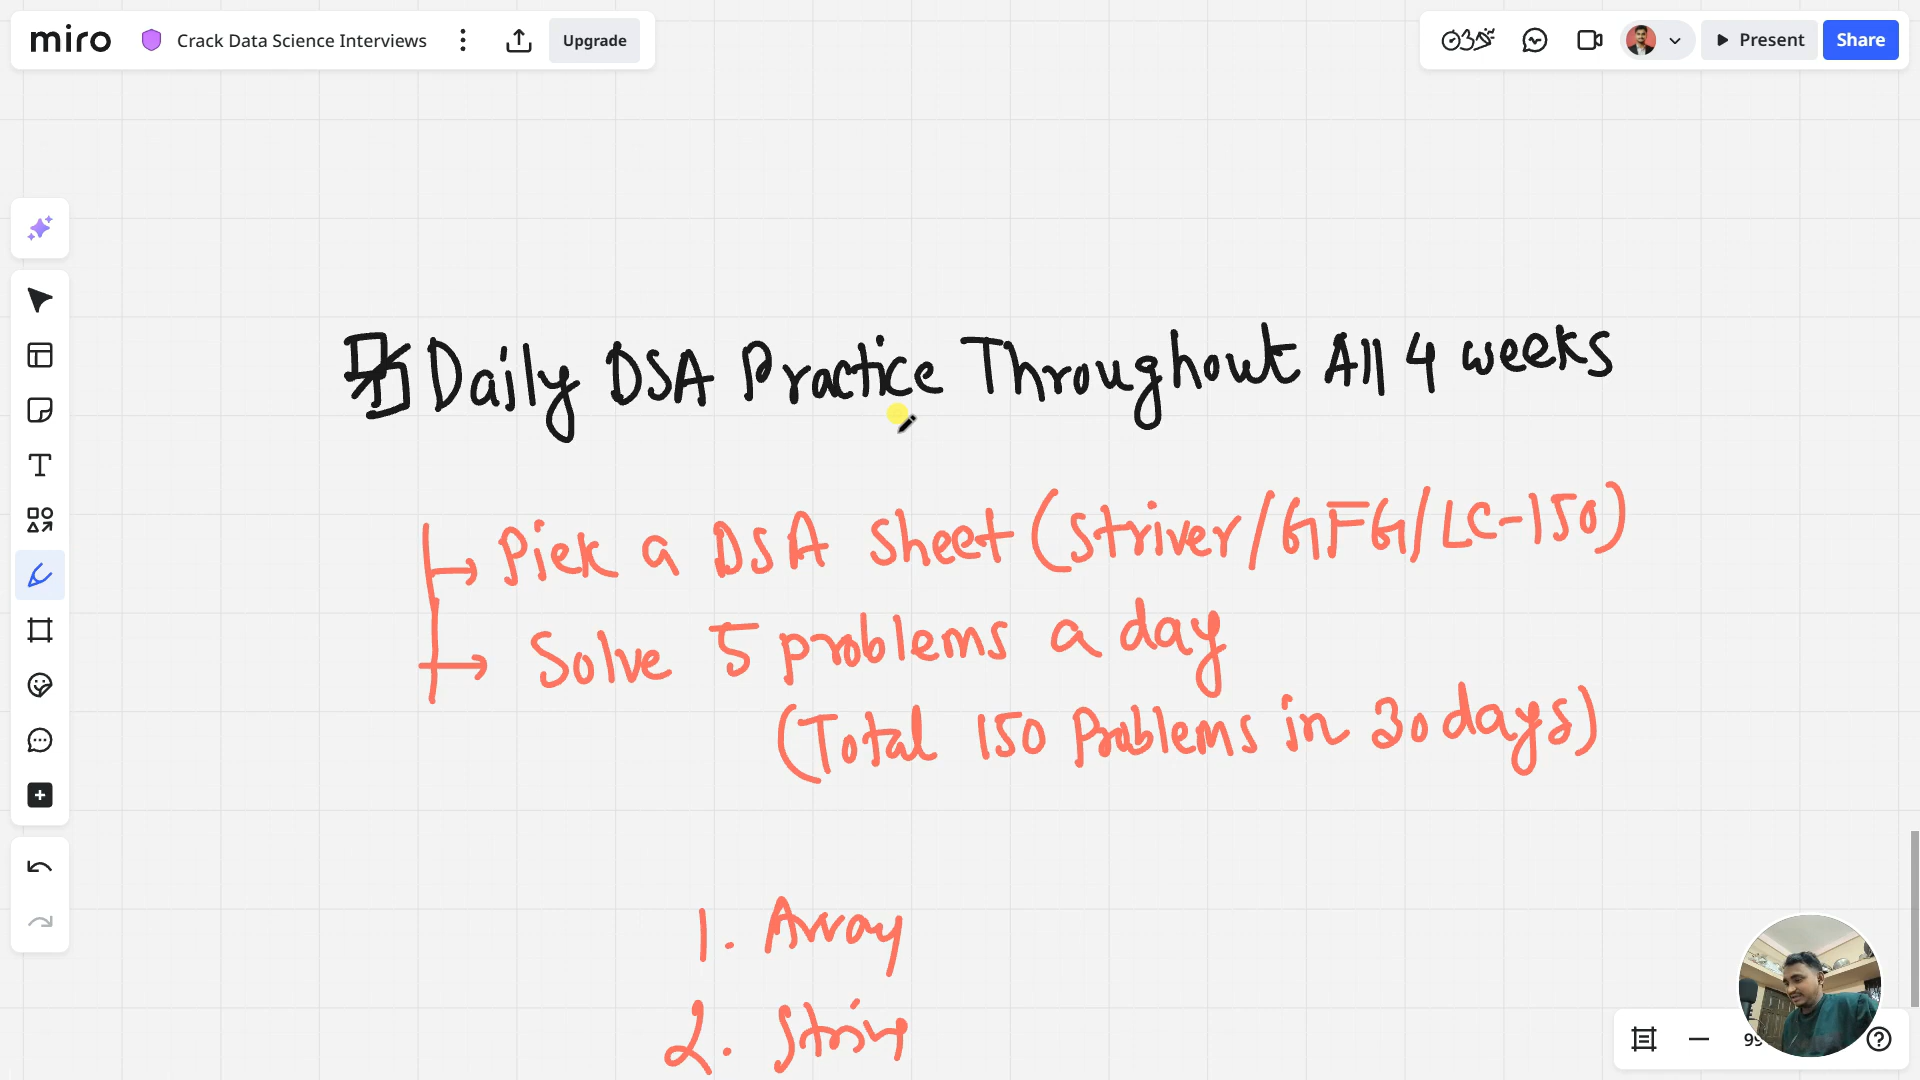 miro Crack Data Science Interviews Upgrade
Present Share
Daily DSA Practice Throughout All 4 weeks
Pick a DSA Sheet (Striver/GFG/LC-150)
Solve 5 problems a day
(Total 150 Problems in 30 days)
1. Array
2. String